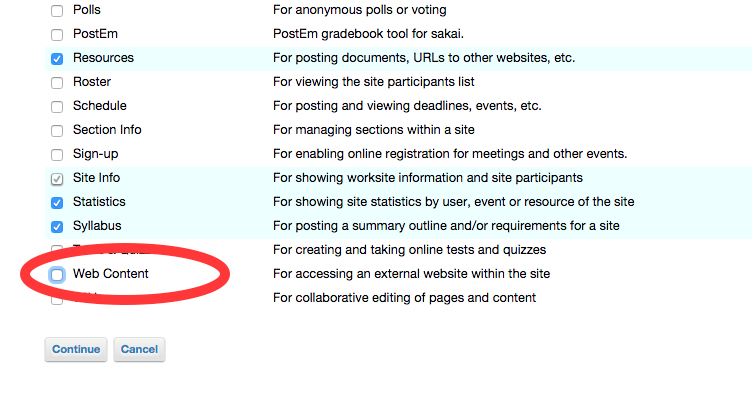 Polls For anonymous polls or voting
PostEm PostEm gradebook tool for sakai.
Resources For posting documents, URLs to other websites, etc.
Roster For viewing the site participants list
Schedule For posting and viewing deadlines, events, etc.
Section Info For managing sections within a site
Sign-up For enabling online registration for meetings and other events.
Site Info For showing worksite information and site participants
Statistics For showing site statistics by user, event or resource of the site
Syllabus For posting a summary outline and/or requirements for a site
For creating and taking online tests and quizzes
Web Content For accessing an external website within the site
For collaborative editing of pages and content
Continue Cancel